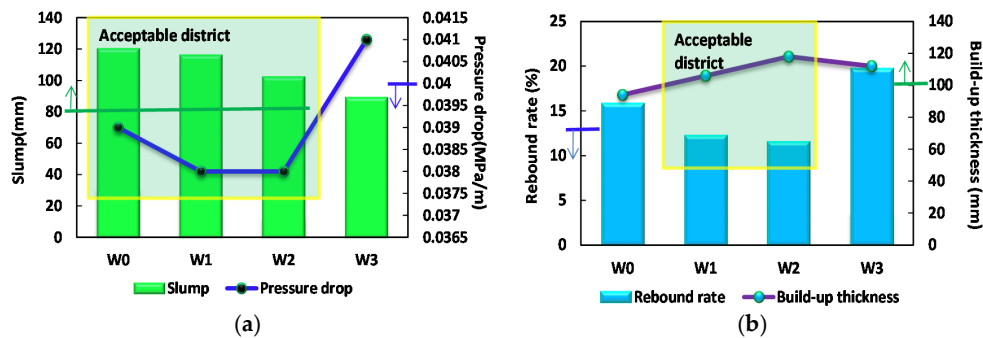 Acceptable district
Slump(mm)
140
120
100
80
60
40
20
0
0.0415
0.041
0.0405
0.04
0.0395
0.039
0.0385
0.038
0.0375
0.037
0.0365
Pressure drop(MPa/m)
W0 W1 W2 W3
Slump Pressure drop
(a)
Acceptable
district
Rebound rate (%)
25
20
15
10
5
0
140
120
100
80
60
40
20
0
Build-up thickness (mm)
W0 W1 W2 W3
Rebound rate Build-up thickness
(b)